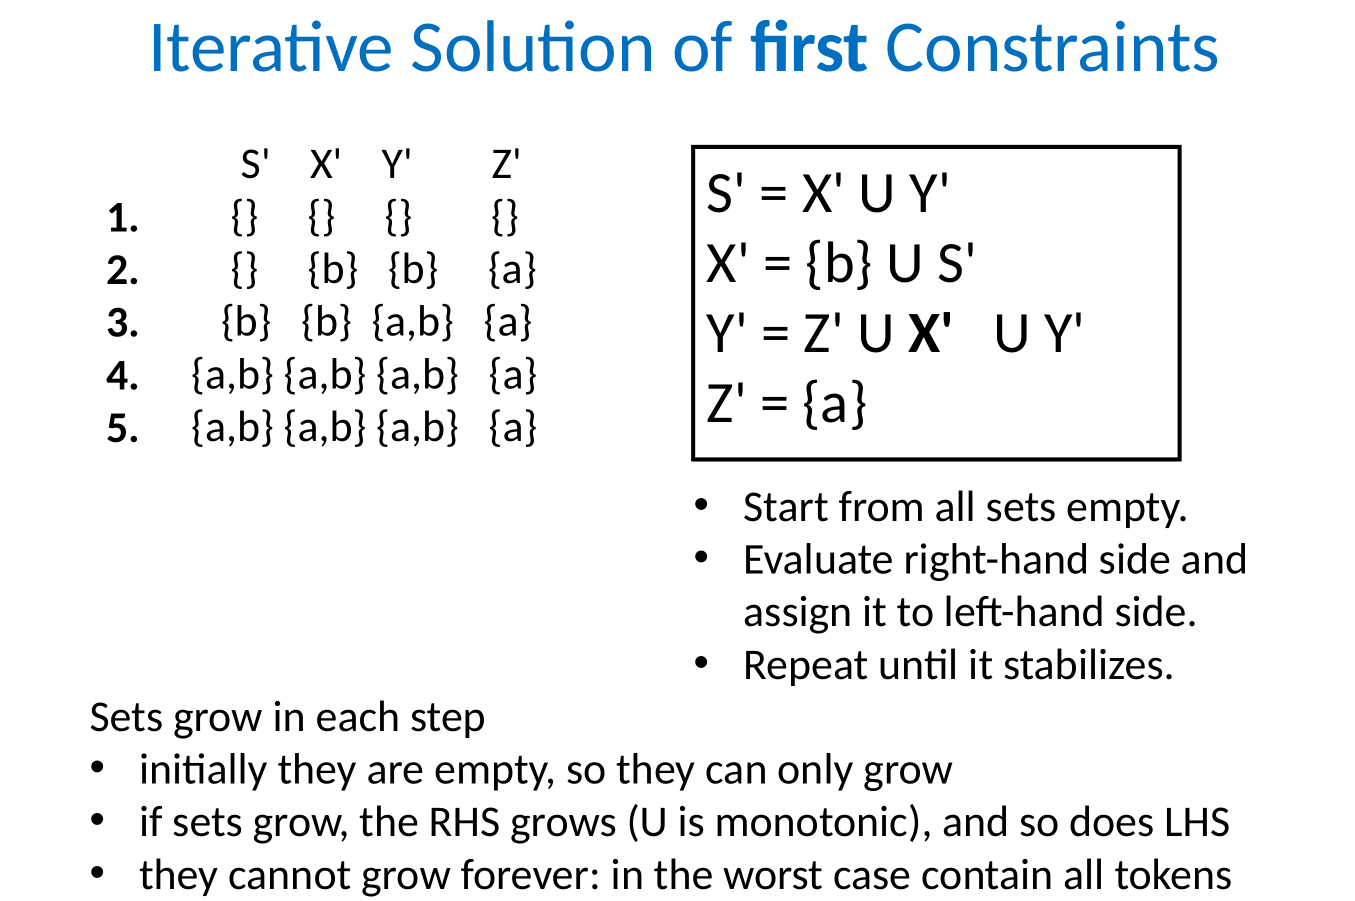 Iterative Solution of first Constraints
S' X' Y' Z'
1. {} {} {} {}
2. {} {b} {b} {a}
3. {b} {b} {a,b} {a}
4. {a,b} {a,b} {a,b} {a}
5. {a,b} {a,b} {a,b} {a}
S' = X' U Y'
X' = {b} U S'
Y' = Z' U X' U Y'
Z' = {a}
• Start from all sets empty.
• Evaluate right-hand side and
assign it to left-hand side.
• Repeat until it stabilizes.
Sets grow in each step
• initially they are empty, so they can only grow
• if sets grow, the RHS grows (U is monotonic), and so does LHS
• they cannot grow forever: in the worst case contain all tokens